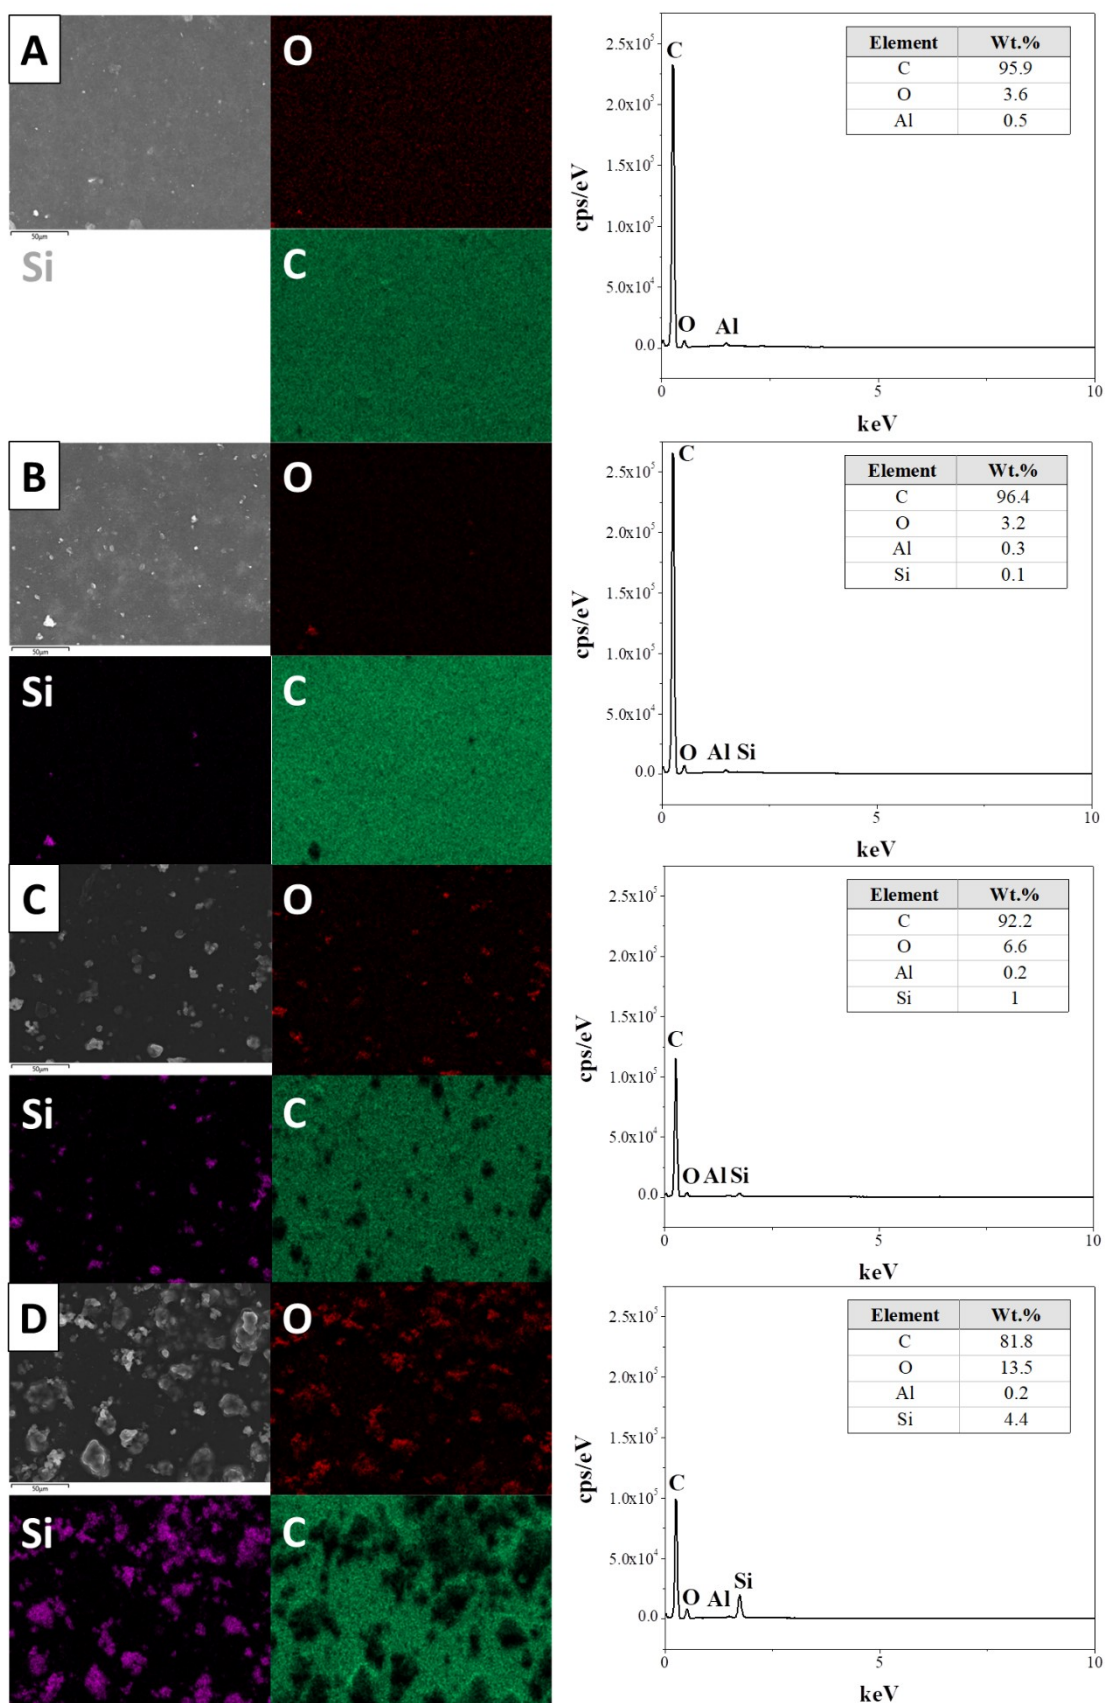 A
O
50μm
Si
C
2.5x10⁵
2.0x10⁵
1.5x10⁵
1.0x10⁵
5.0x10⁴
0.0
cps/eV
C
O
Al
0
5
10
keV
Element Wt.%
C 95.9
O 3.6
Al 0.5
B
O
50μm
Si
C
2.5x10⁵
2.0x10⁵
1.5x10⁵
1.0x10⁵
5.0x10⁴
0.0
cps/eV
C
O Al Si
0
5
10
keV
Element Wt.%
C 96.4
O 3.2
Al 0.3
Si 0.1
C
O
50μm
Si
C
2.5x10⁵
2.0x10⁵
1.5x10⁵
1.0x10⁵
5.0x10⁴
0.0
cps/eV
C
O Al Si
0
5
10
keV
Element Wt.%
C 92.2
O 6.6
Al 0.2
Si 1
D
O
50μm
Si
C
2.5x10⁵
2.0x10⁵
1.5x10⁵
1.0x10⁵
5.0x10⁴
0.0
cps/eV
C
O Al Si
0
5
10
keV
Element Wt.%
C 81.8
O 13.5
Al 0.2
Si 4.4